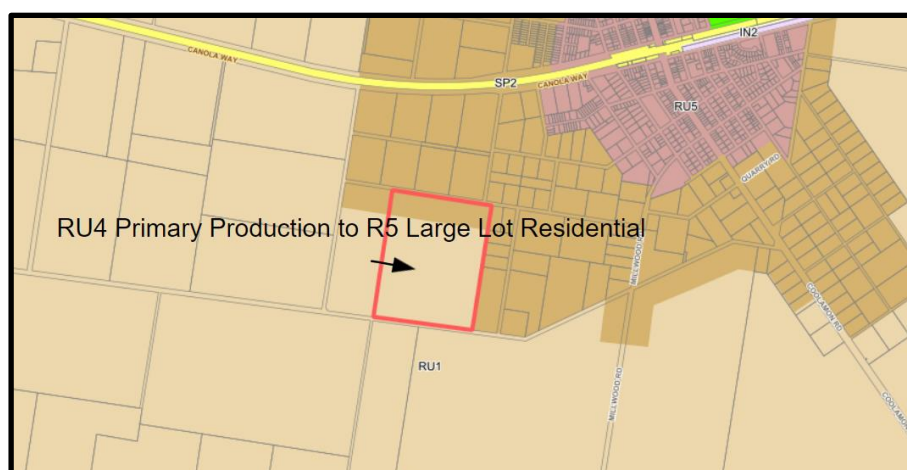 CANOLA WAY
IN2
SP2
CANOLA WAY
RU5
QUARRY RD
RU4 Primary Production to R5 Large Lot Residential
MILLWOOD RD
COOLAMON RD
RU1
MILLWOOD RD
COOLAMON